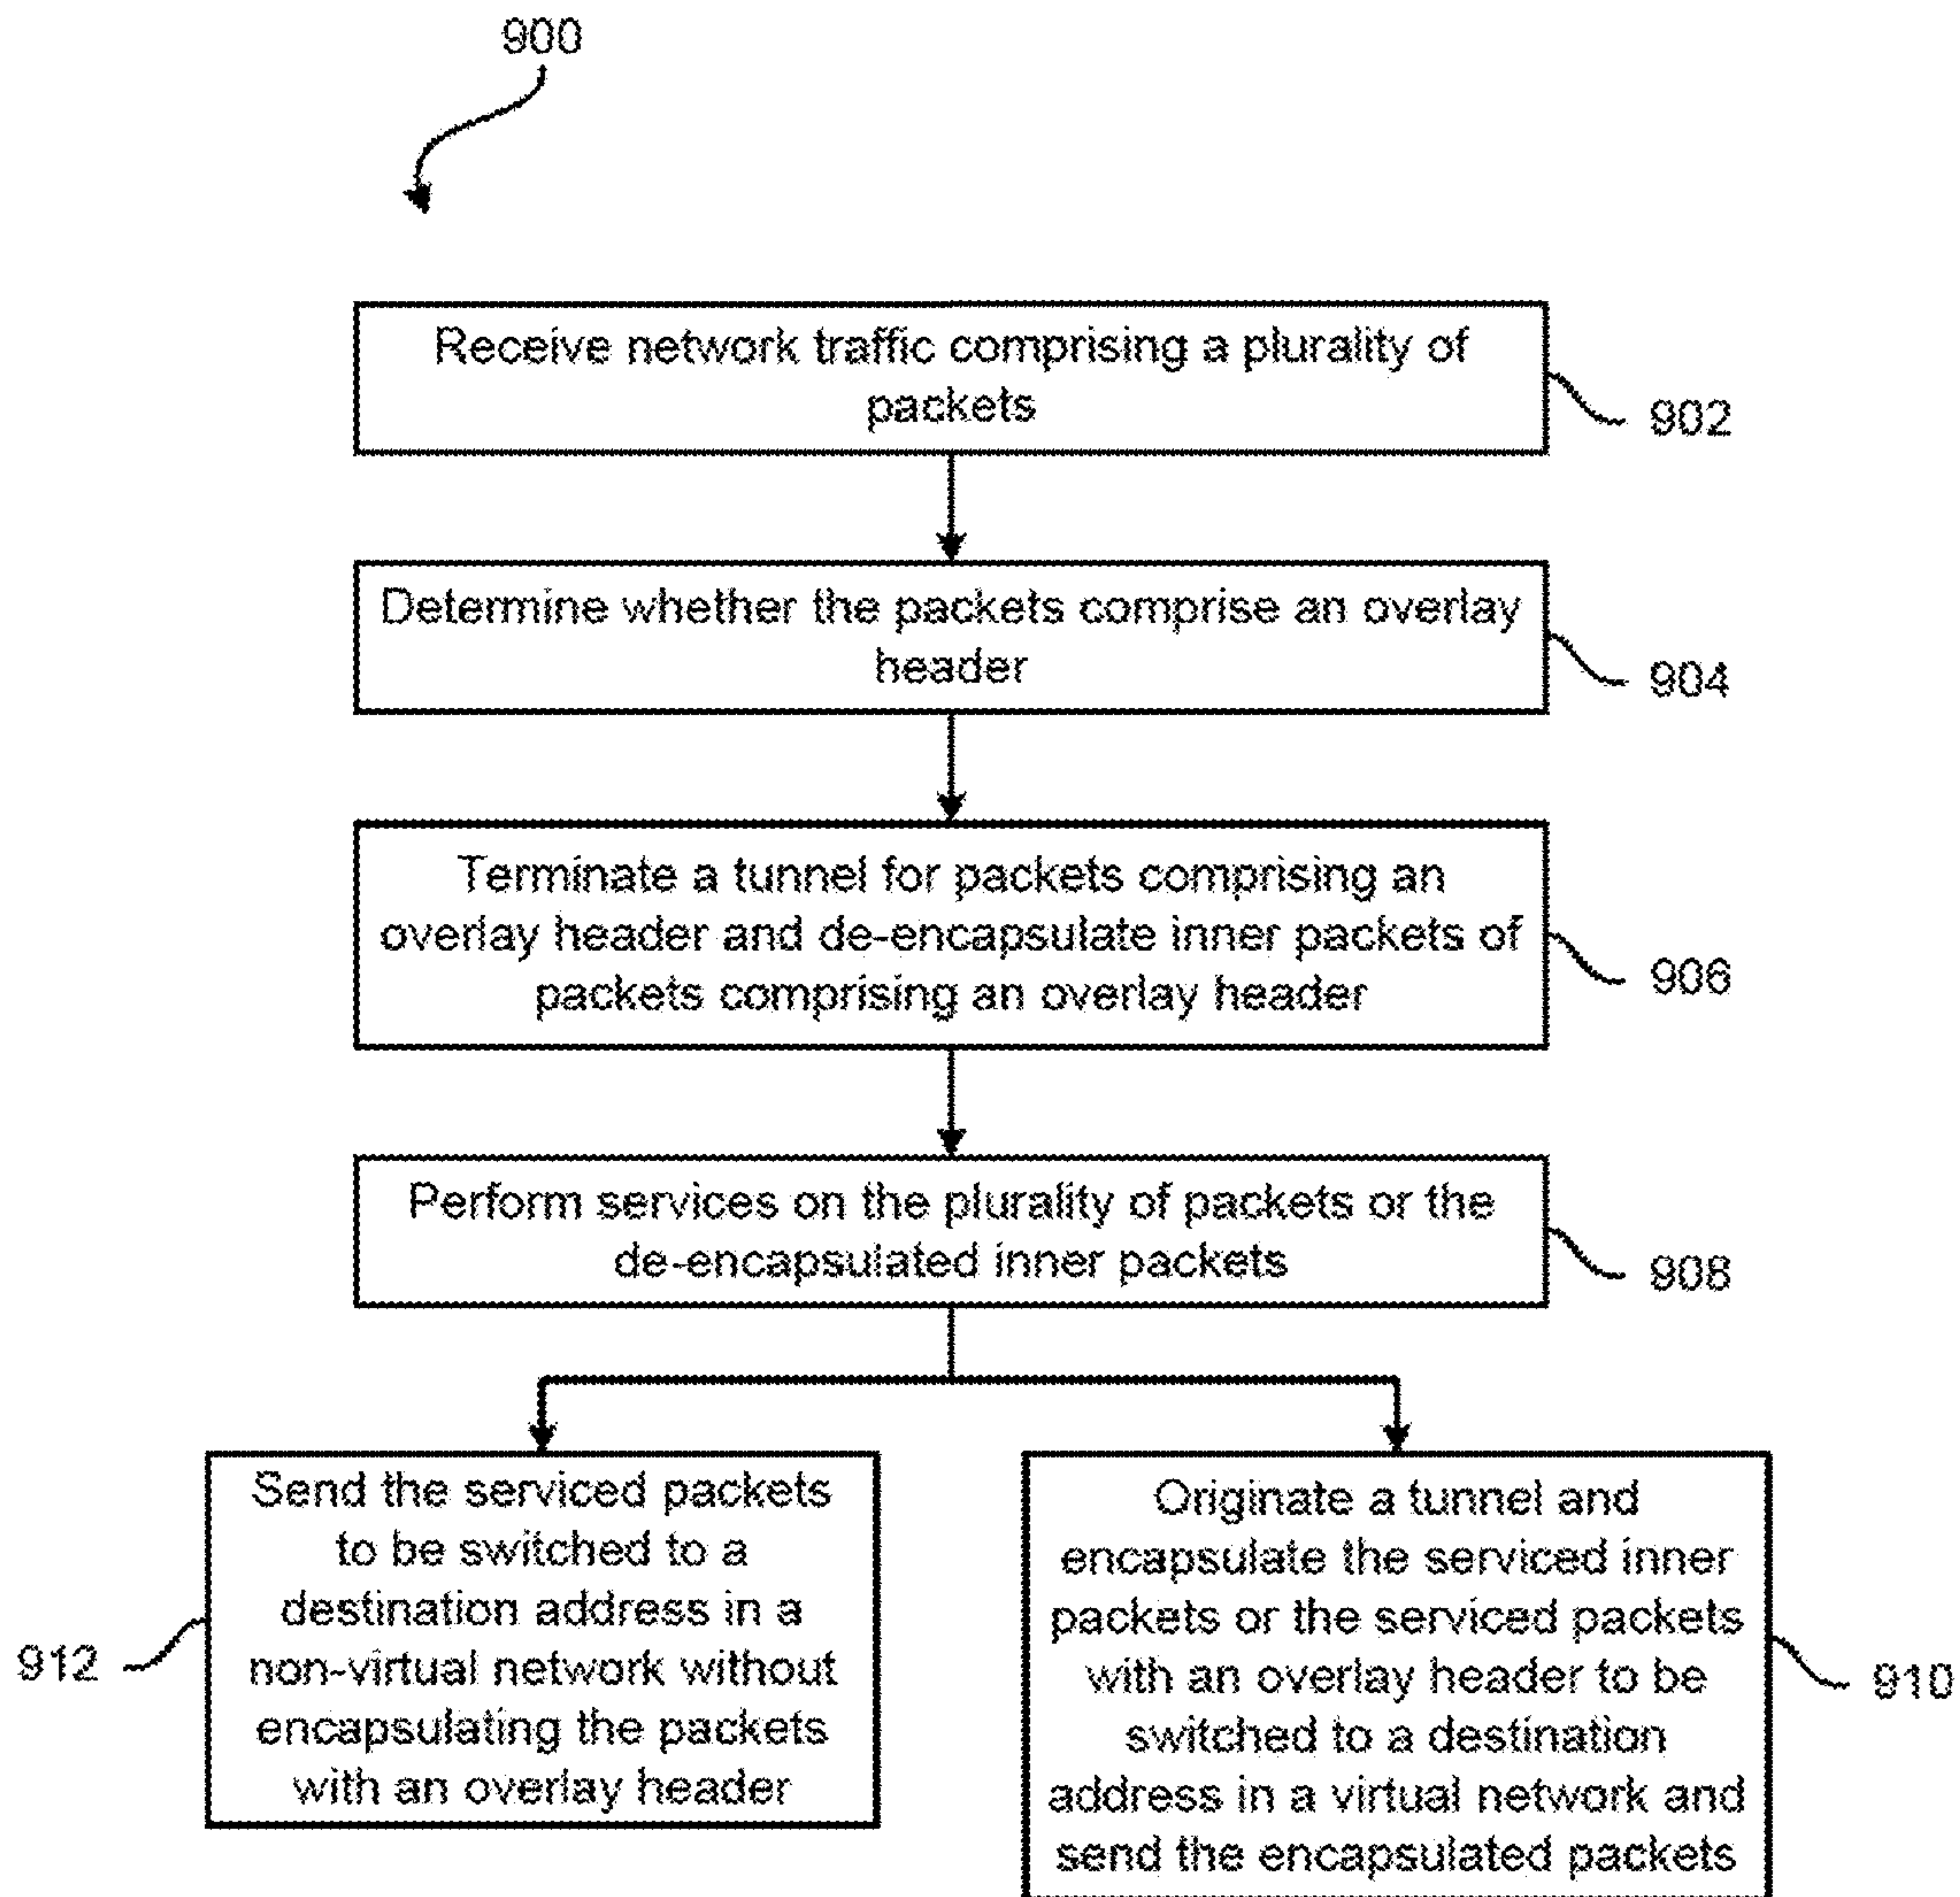 900
Receive network traffic comprising a plurality of
packets
902
Determine whether the packets comprise an overlay
header
904
Terminate a tunnel for packets comprising an
overlay header and de-encapsulate inner packets of
packets comprising an overlay header
906
Perform services on the plurality of packets or the
de-encapsulated inner packets
908
Send the serviced packets
to be switched to a
destination address in a
non-virtual network without
encapsulating the packets
with an overlay header
912
Originate a tunnel and
encapsulate the serviced inner
packets or the serviced packets
with an overlay header to be
switched to a destination
address in a virtual network and
send the encapsulated packets
910